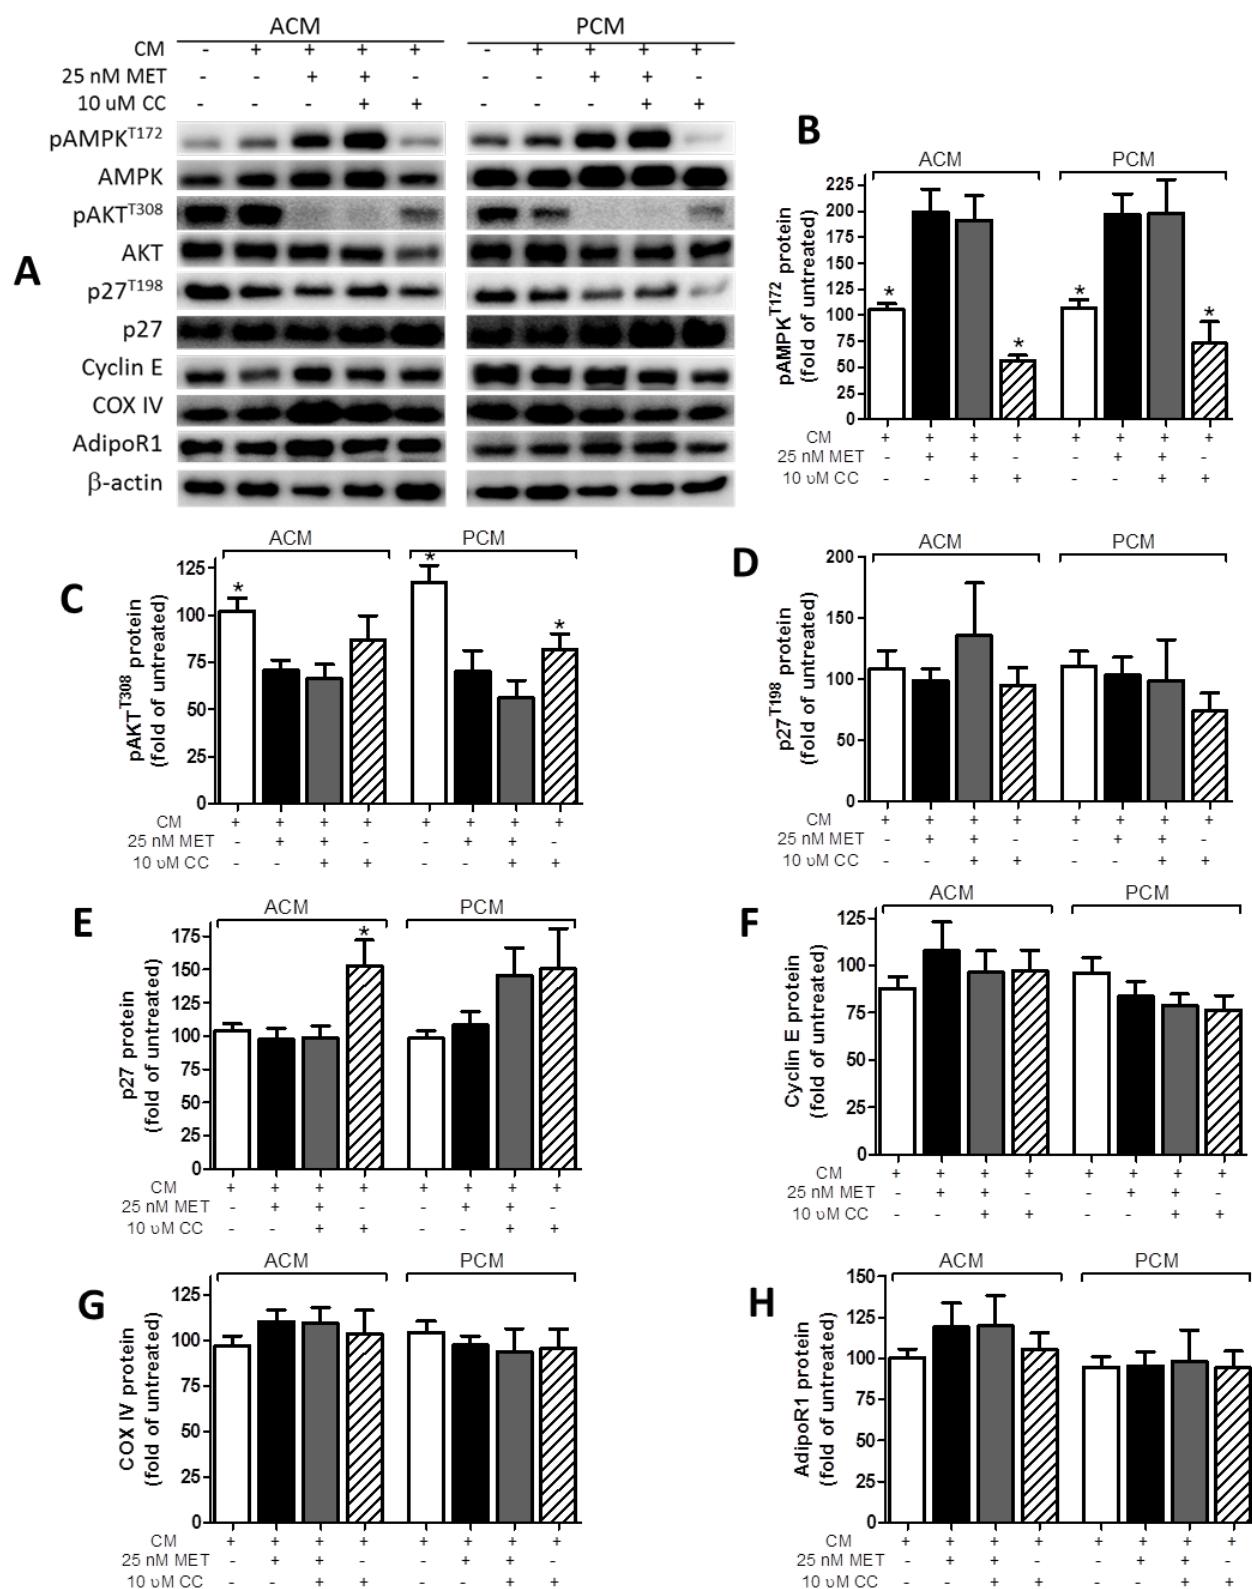 ACM PCM
CM - + + + + - + + + +
25 nM MET - - + + - - - + + -
10 uM CC - - - + + - - - + +
pAMPK^T172
AMPK
pAKT^T308
AKT
p27^T198
p27
Cyclin E
COX IV
AdipoR1
β-actin
A
B
ACM PCM
pAMPK^T172 protein
(fold of untreated)
225
200
175
150
125
100
75
50
25
0
* * * *
CM + + + + + + + +
25 nM MET - + + - - + + -
10 υM CC - - + + - - + +
C
ACM PCM
pAKT^T308 protein
(fold of untreated)
125
100
75
50
25
0
* * *
CM + + + + + + + +
25 nM MET - + + - - + + -
10 υM CC - - + + - - + +
D
ACM PCM
p27^T198 protein
(fold of untreated)
200
150
100
50
0
CM + + + + + + + +
25 nM MET - + + - - + + -
10 υM CC - - + + - - + +
E
ACM PCM
p27 protein
(fold of untreated)
175
150
125
100
75
50
25
0
*
CM + + + + + + + +
25 nM MET - + + - - + + -
10 υM CC - - + + - - + +
F
ACM PCM
Cyclin E protein
(fold of untreated)
125
100
75
50
25
0
CM + + + + + + + +
25 nM MET - + + - - + + -
10 υM CC - - + + - - + +
G
ACM PCM
COX IV protein
(fold of untreated)
125
100
75
50
25
0
CM + + + + + + + +
25 nM MET - + + - - + + -
10 υM CC - - + + - - + +
H
ACM PCM
AdipoR1 protein
(fold of untreated)
150
125
100
75
50
25
0
CM + + + + + + + +
25 nM MET - + + - - + + -
10 υM CC - - + + - - + +